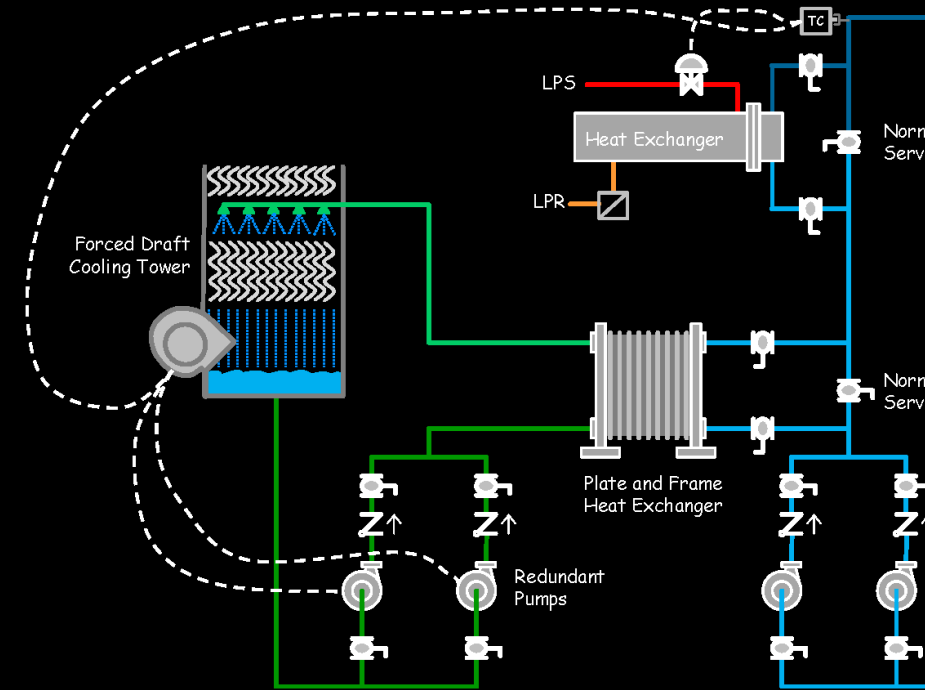 TC
LPS
Heat Exchanger
LPR
Forced Draft
Cooling Tower
Plate and Frame
Heat Exchanger
Redundant
Pumps